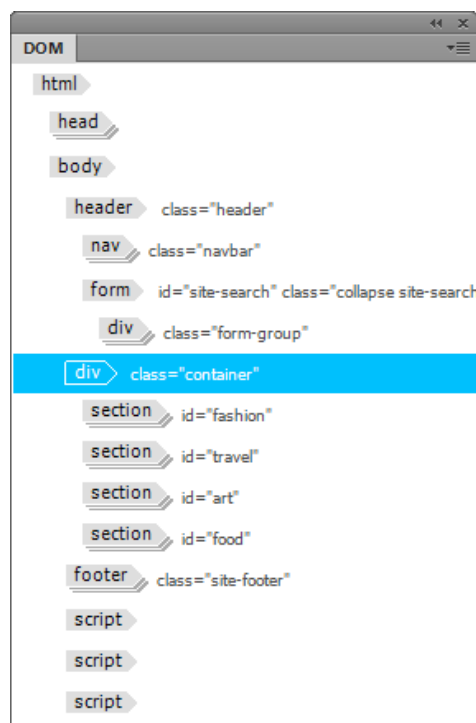 DOM
html
head
body
header class="header"
nav class="navbar"
form id="site-search" class="collapse site-search
div class="form-group"
div class="container"
section id="fashion"
section id="travel"
section id="art"
section id="food"
footer class="site-footer"
script
script
script